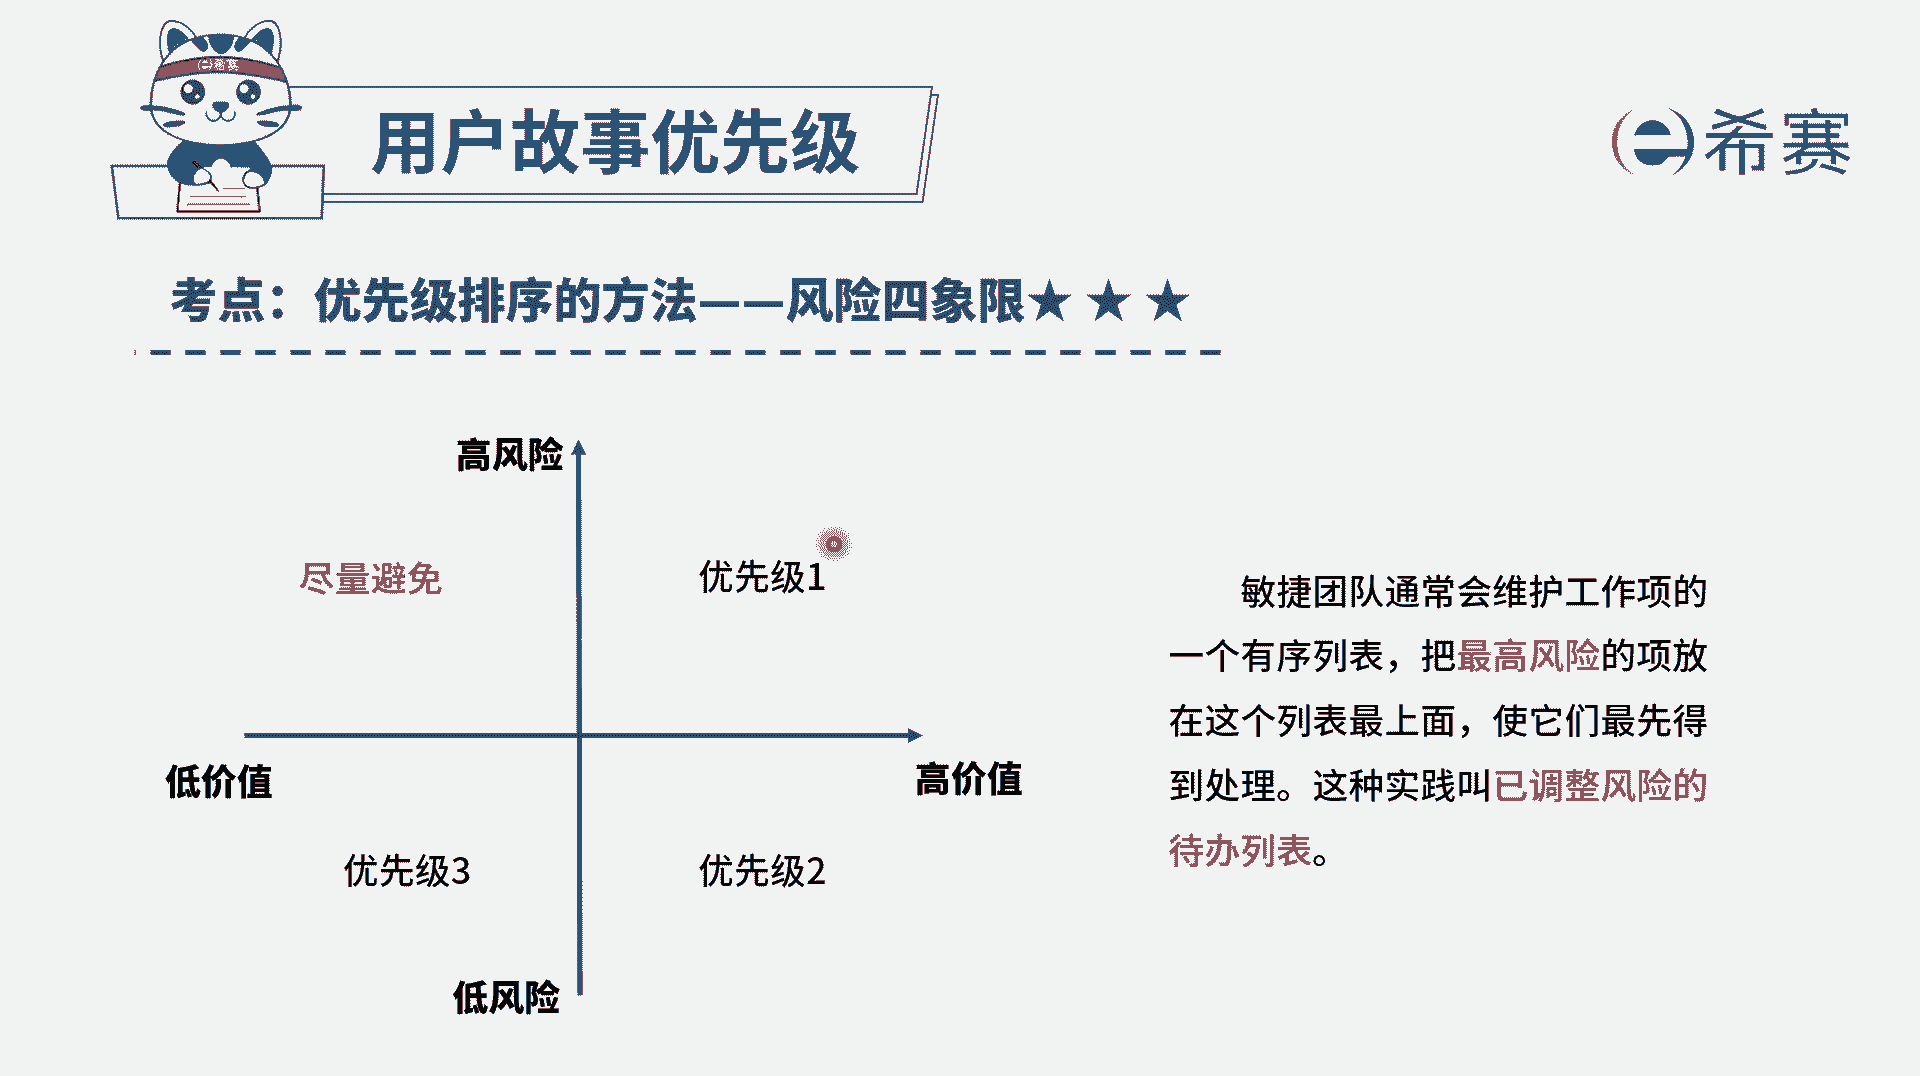 希赛
用户故事优先级
希赛
考点：优先级排序的方法——风险四象限★ ★ ★
高风险
尽量避免
优先级1
低价值
高价值
优先级3
优先级2
低风险
敏捷团队通常会维护工作项的
一个有序列表，把最高风险的项放
在这个列表最上面，使它们最先得
到处理。这种实践叫已调整风险的
待办列表。